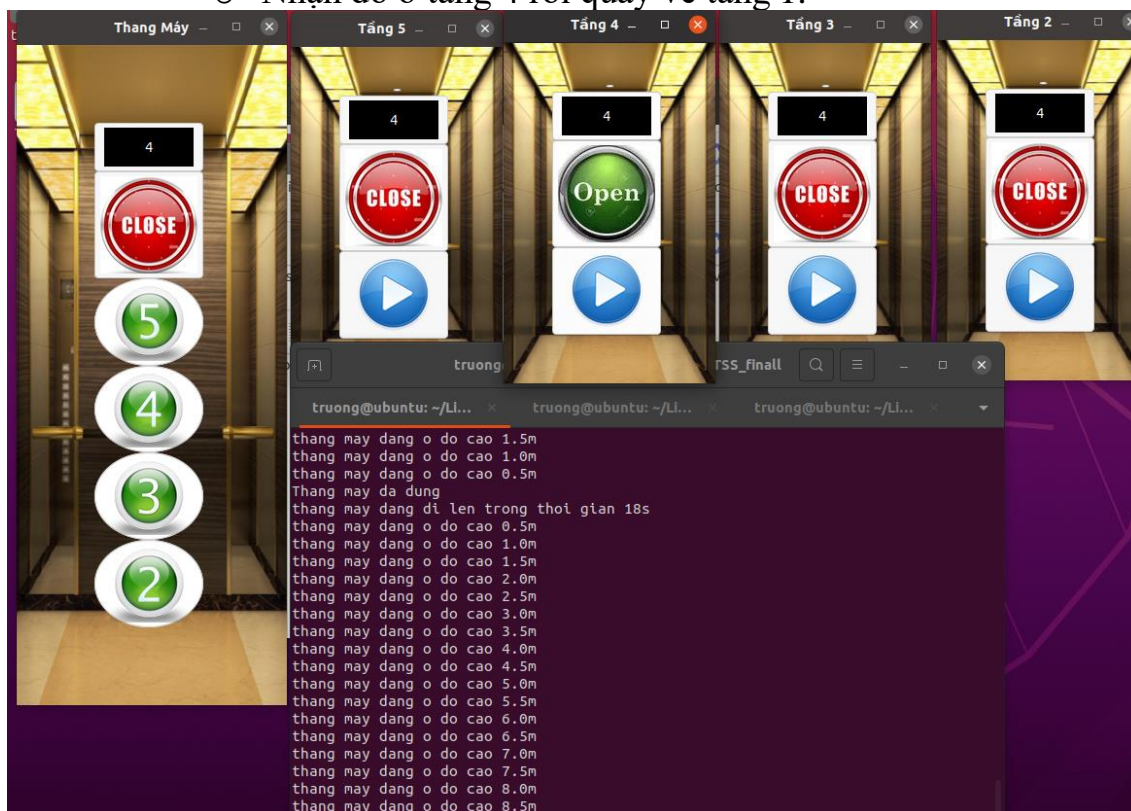 Nhận đồ ở tầng 4 rồi quay về tầng 1.
Thang Máy
4
CLOSE
5
4
3
2
Tầng 5
4
CLOSE
Tầng 4
4
Open
Tầng 3
4
CLOSE
Tầng 2
4
CLOSE
truong
TSS_finall
truong@ubuntu: ~/Li...
truong@ubuntu: ~/Li...
truong@ubuntu: ~/Li...
thang may dang o do cao 1.5m
thang may dang o do cao 1.0m
thang may dang o do cao 0.5m
Thang may da dung
thang may dang di len trong thoi gian 18s
thang may dang o do cao 0.5m
thang may dang o do cao 1.0m
thang may dang o do cao 1.5m
thang may dang o do cao 2.0m
thang may dang o do cao 2.5m
thang may dang o do cao 3.0m
thang may dang o do cao 3.5m
thang may dang o do cao 4.0m
thang may dang o do cao 4.5m
thang may dang o do cao 5.0m
thang may dang o do cao 5.5m
thang may dang o do cao 6.0m
thang may dang o do cao 6.5m
thang may dang o do cao 7.0m
thang may dang o do cao 7.5m
thang may dang o do cao 8.0m
thang may dang o do cao 8.5m